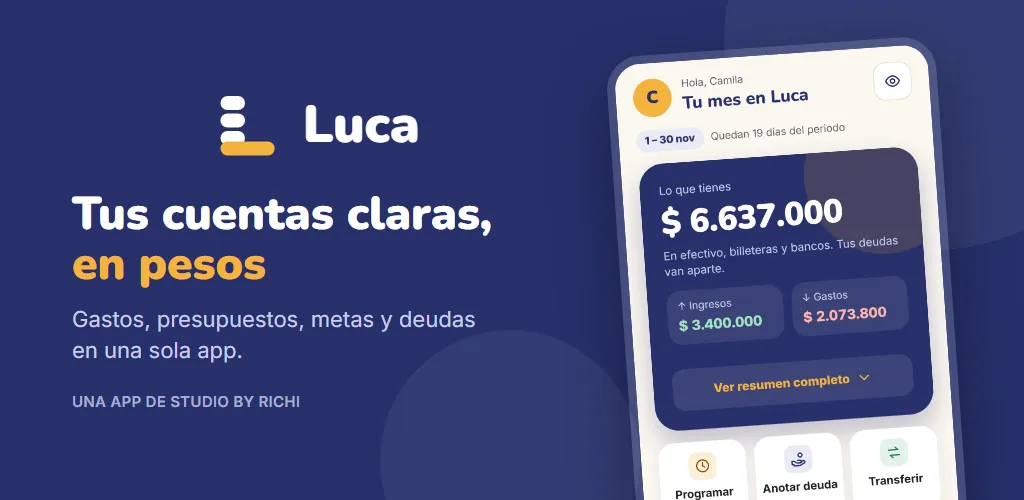 Luca
Tus cuentas claras,
en pesos
Gastos, presupuestos, metas y deudas
en una sola app.
UNA APP DE STUDIO BY RICHI
C
Hola, Camila
Tu mes en Luca
1 – 30 nov
Quedan 19 días del periodo
Lo que tienes
$ 6.637.000
En efectivo, billeteras y bancos. Tus deudas
van aparte.
↑ Ingresos
$ 3.400.000
↓ Gastos
$ 2.073.800
Ver resumen completo
Programar
Anotar deuda
Transferir